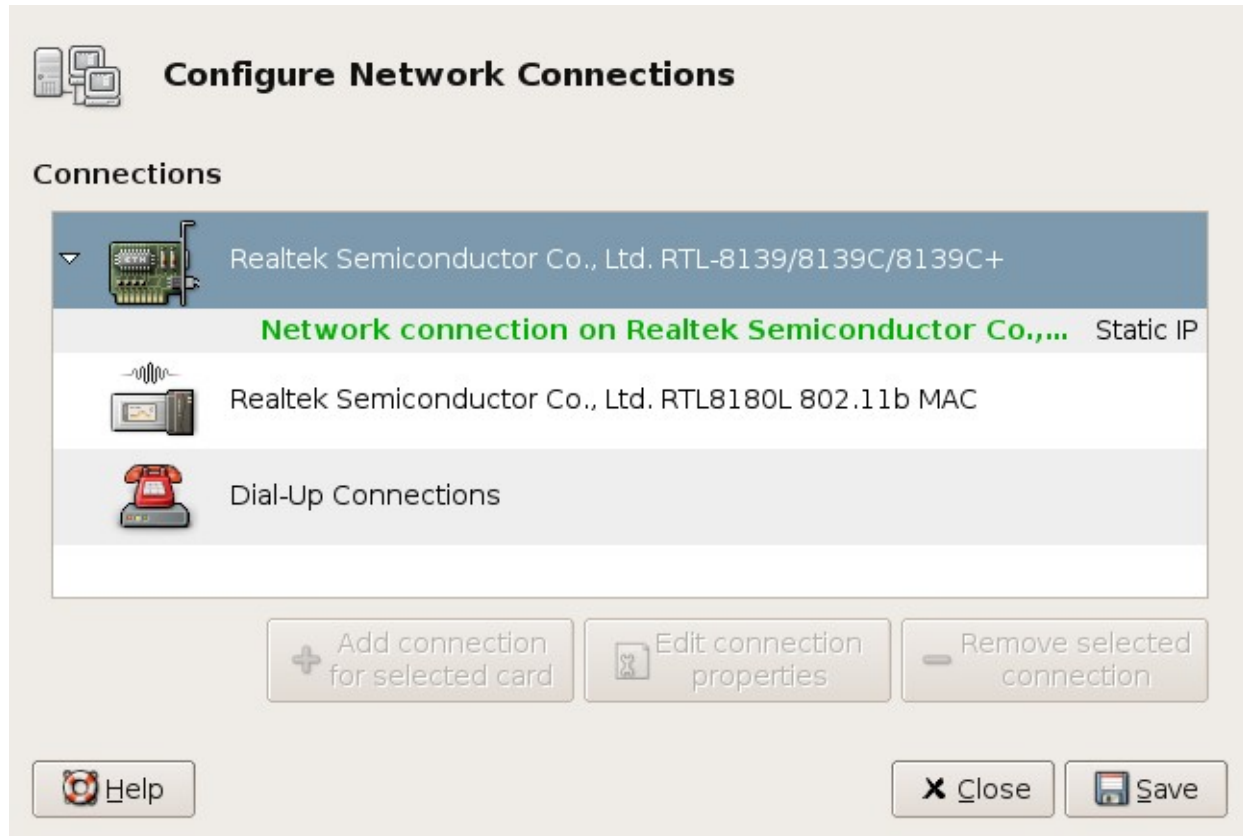 Configure Network Connections
Connections
Realtek Semiconductor Co., Ltd. RTL-8139/8139C/8139C+
Network connection on Realtek Semiconductor Co.,... Static IP
Realtek Semiconductor Co., Ltd. RTL8180L 802.11b MAC
Dial-Up Connections
Add connection
for selected card
Edit connection
properties
Remove selected
connection
Help
Close
Save